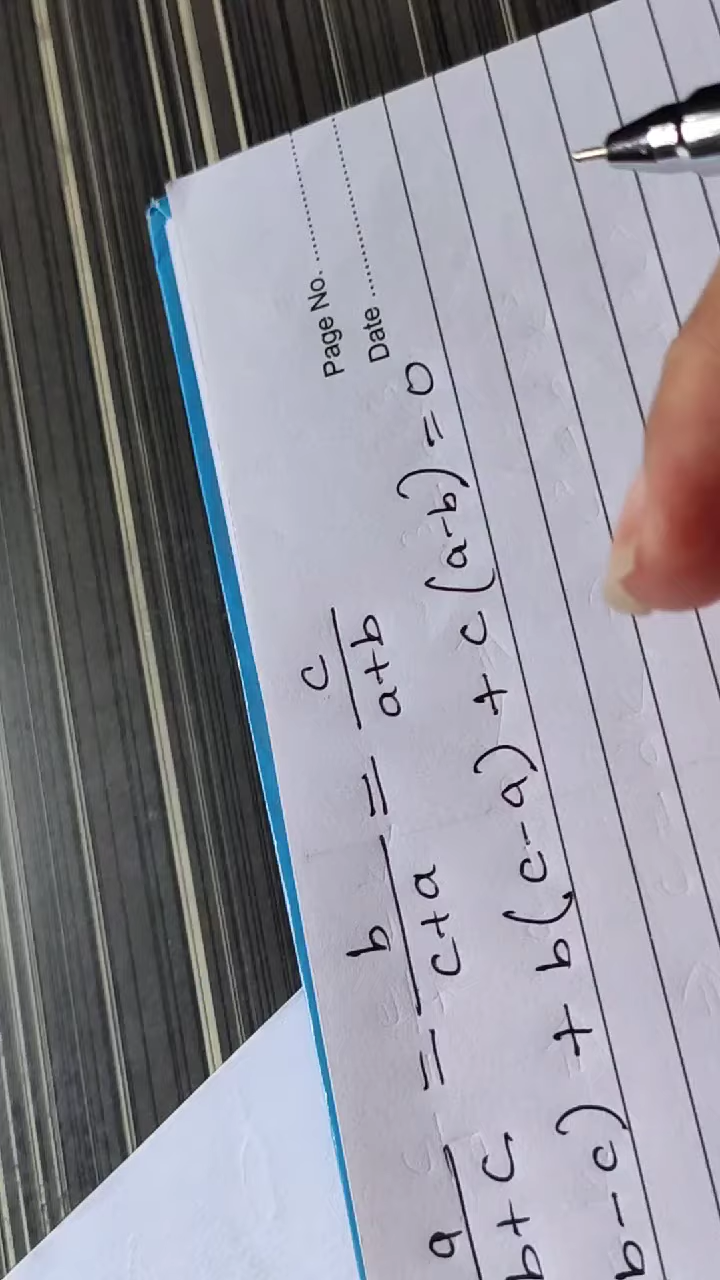 Page No. ..................
Date ..................
a/b+c = b/c+a = c/a+b
b-c) + b(c-a) + c(a-b) = 0